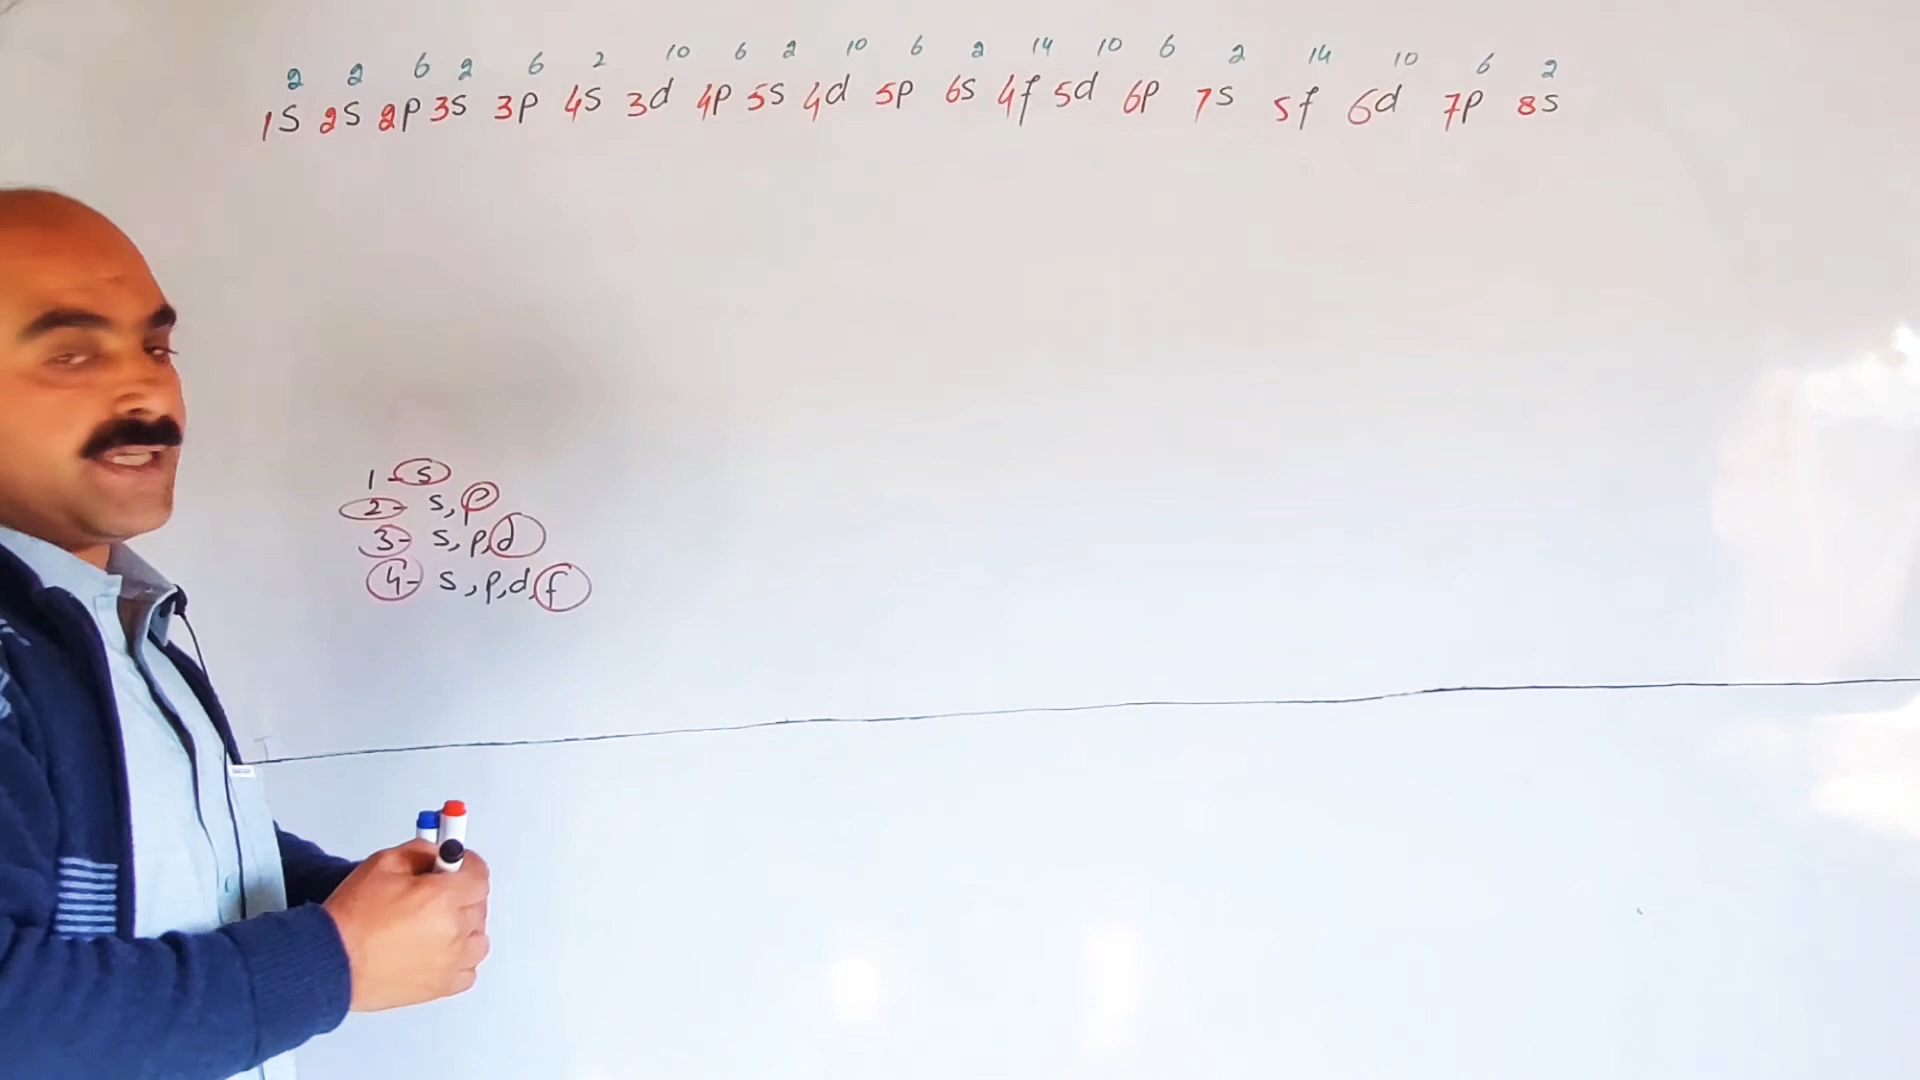 2 2 6 2 6 2 10 6 2 10 6 2 14 10 6 2 14 10 6 2
1s 2s 2p 3s 3p 4s 3d 4p 5s 4d 5p 6s 4f 5d 6p 7s 5f 6d 7p 8s
1- s
2- s, p
3- s, p, d
4- s, p, d, f